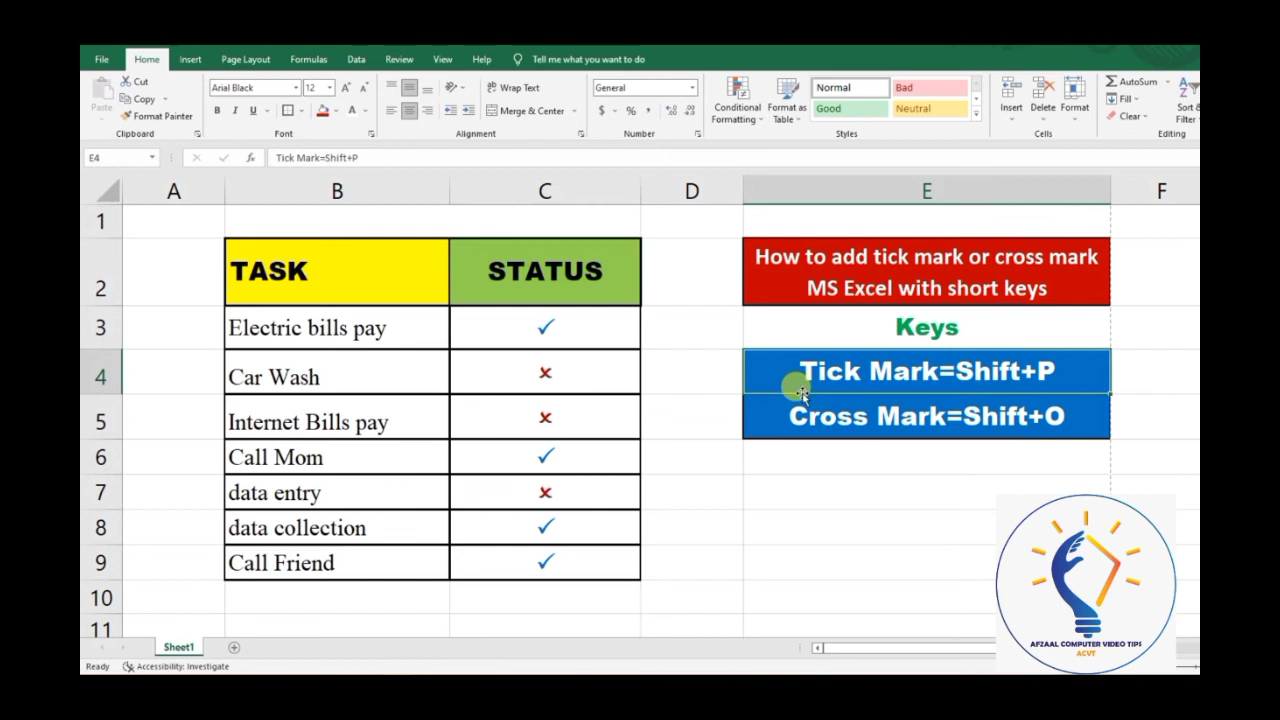 File Home Insert Page Layout Formulas Data Review View Help Tell me what you want to do
Cut
Copy
Format Painter
Paste
Clipboard
Arial Black 12
B I U
Font
Wrap Text
Merge & Center
Alignment
General
$ % ,
Number
Conditional Formatting
Format as Table
Normal Bad
Good Neutral
Styles
Insert Delete Format
Cells
AutoSum
Fill
Clear
Sort &
Filter
Editing
E4 fx Tick Mark=Shift+P
A B C D E F
1
2 TASK STATUS How to add tick mark or cross mark
MS Excel with short keys
3 Electric bills pay ✓ Keys
4 Car Wash ✗ Tick Mark=Shift+P
5 Internet Bills pay ✗ Cross Mark=Shift+O
6 Call Mom ✓
7 data entry ✗
8 data collection ✓
9 Call Friend ✓
10
11
AFZAAL COMPUTER VIDEO TIPS
ACVT
Sheet1
Ready Accessibility: Investigate